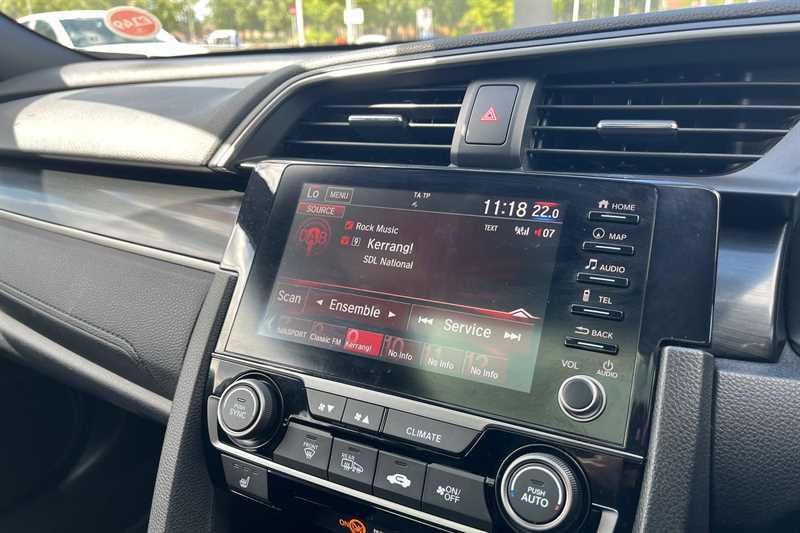 Lo MENU
TA TP
11:18 22.0
SOURCE
Rock Music
TEXT
07
DAB
9 Kerrang!
SDL National
Scan
Ensemble
Service
Classic FM
Kerrang!
No Info
No Info
No Info
HOME
MAP
AUDIO
TEL
BACK
VOL
AUDIO
PUSH
SYNC
CLIMATE
FRONT
REAR
ON/
OFF
PUSH
AUTO
ON